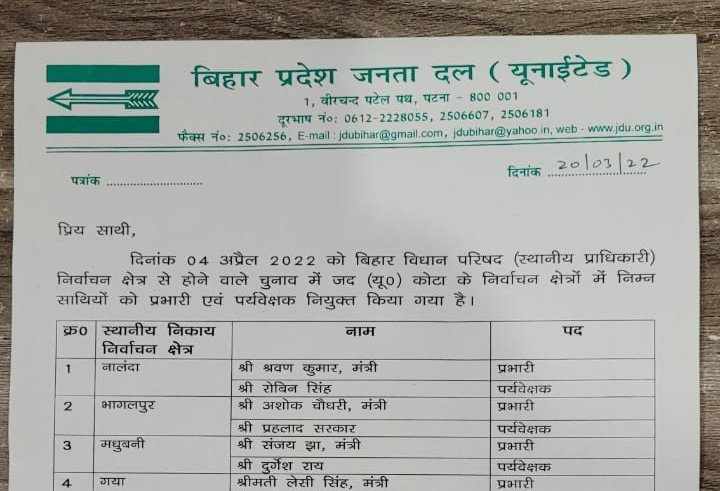 बिहार प्रदेश जनता दल ( यूनाईटेड )
1, वीरचन्द पटेल पथ, पटना - 800 001
दूरभाष नं०: 0612-2228055, 2506607, 2506181
फैक्स नं०: 2506256, E-mail : jdubihar@gmail.com, jdubihar@yahoo.in, web - www.jdu.org.in
पत्रांक ............................ दिनांक 20/03/22
प्रिय साथी,
दिनांक 04 अप्रैल 2022 को बिहार विधान परिषद (स्थानीय प्राधिकारी)
निर्वाचन क्षेत्र से होने वाले चुनाव में जद (यू०) कोटा के निर्वाचन क्षेत्रों में निम्न
साथियों को प्रभारी एवं पर्यवेक्षक नियुक्त किया गया है।
क्र० स्थानीय निकाय निर्वाचन क्षेत्र नाम पद
1 नालंदा श्री श्रवण कुमार, मंत्री प्रभारी
श्री रोबिन सिंह पर्यवेक्षक
2 भागलपुर श्री अशोक चौधरी, मंत्री प्रभारी
श्री प्रहलाद सरकार पर्यवेक्षक
3 मधुबनी श्री संजय झा, मंत्री प्रभारी
श्री दुर्गेश राय पर्यवेक्षक
4 गया श्रीमती लेसी सिंह, मंत्री प्रभारी